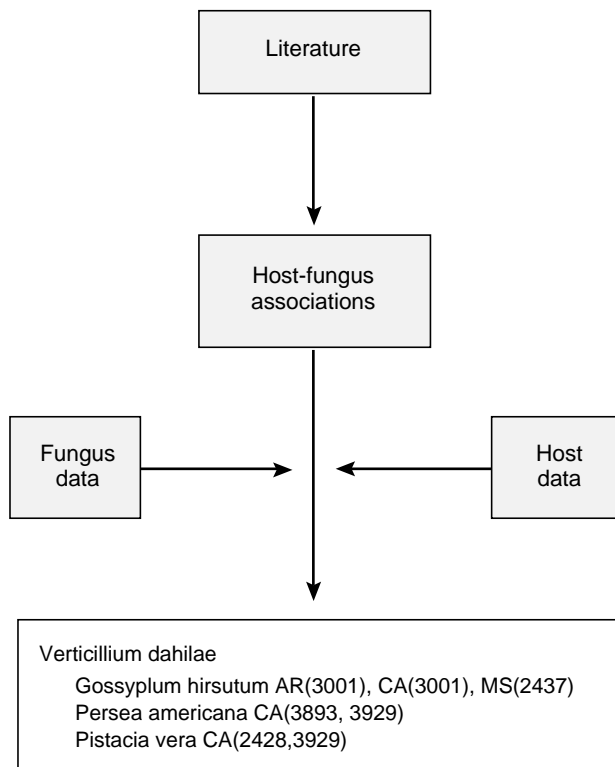 Literature
Host-fungus
associations
Fungus
data
Host
data
Verticillium dahilae
Gossyplum hirsutum AR(3001), CA(3001), MS(2437)
Persea americana CA(3893, 3929)
Pistacia vera CA(2428,3929)